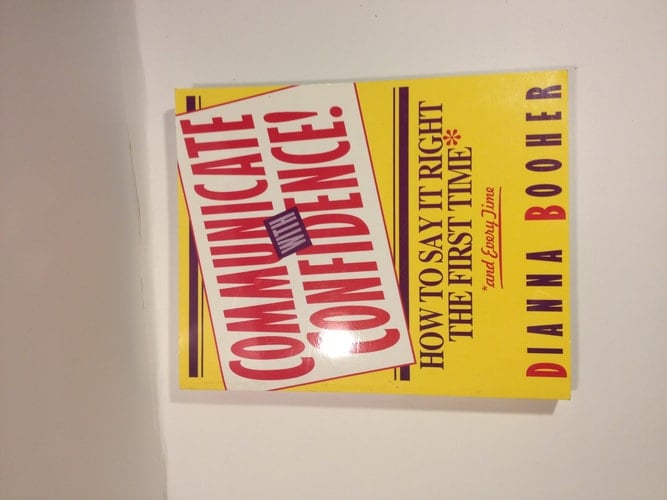 COMMUNICATE
WITH
CONFIDENCE!
HOW TO SAY IT RIGHT
THE FIRST TIME*
*and Every Time
DIANNA BOOHER